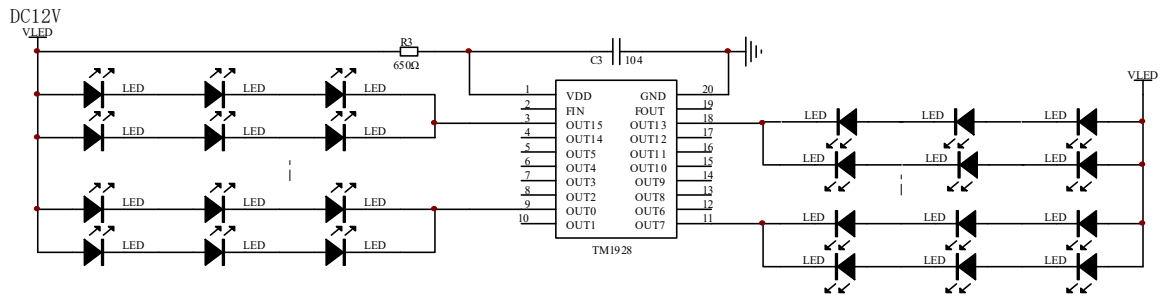 DC12V
VLED
R3
650Ω
C3
104
VLED
LED LED LED
LED LED LED
LED LED LED
LED LED LED
1 VDD GND 20
2 FIN FOUT 19
3 OUT15 OUT13 18
4 OUT14 OUT12 17
5 OUT5 OUT11 16
6 OUT4 OUT10 15
7 OUT3 OUT9 14
8 OUT2 OUT8 13
9 OUT0 OUT6 12
10 OUT1 OUT7 11
TM1928
LED LED LED
LED LED LED
LED LED LED
LED LED LED